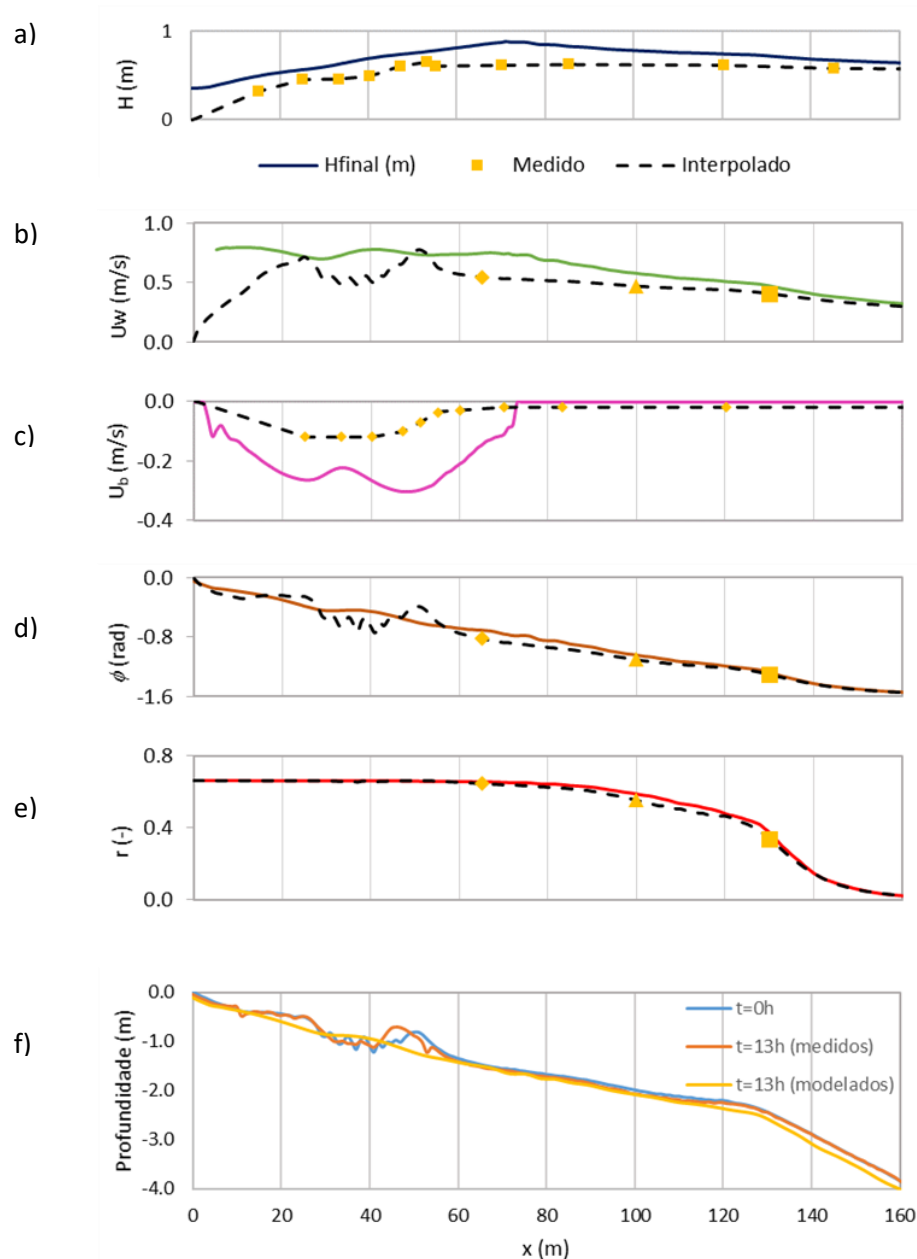 a)
1
0
H (m)
Hfinal (m) Medido Interpolado
b)
1.0
0.5
0.0
Uw (m/s)
c)
0.0
-0.2
-0.4
U_b (m/s)
d)
0.0
-0.8
-1.6
ϕ (rad)
e)
0.8
0.4
0.0
r (-)
f)
0.0
-1.0
-2.0
-3.0
-4.0
Profundidade (m)
t=0h
t=13h (medidos)
t=13h (modelados)
0 20 40 60 80 100 120 140 160
x (m)